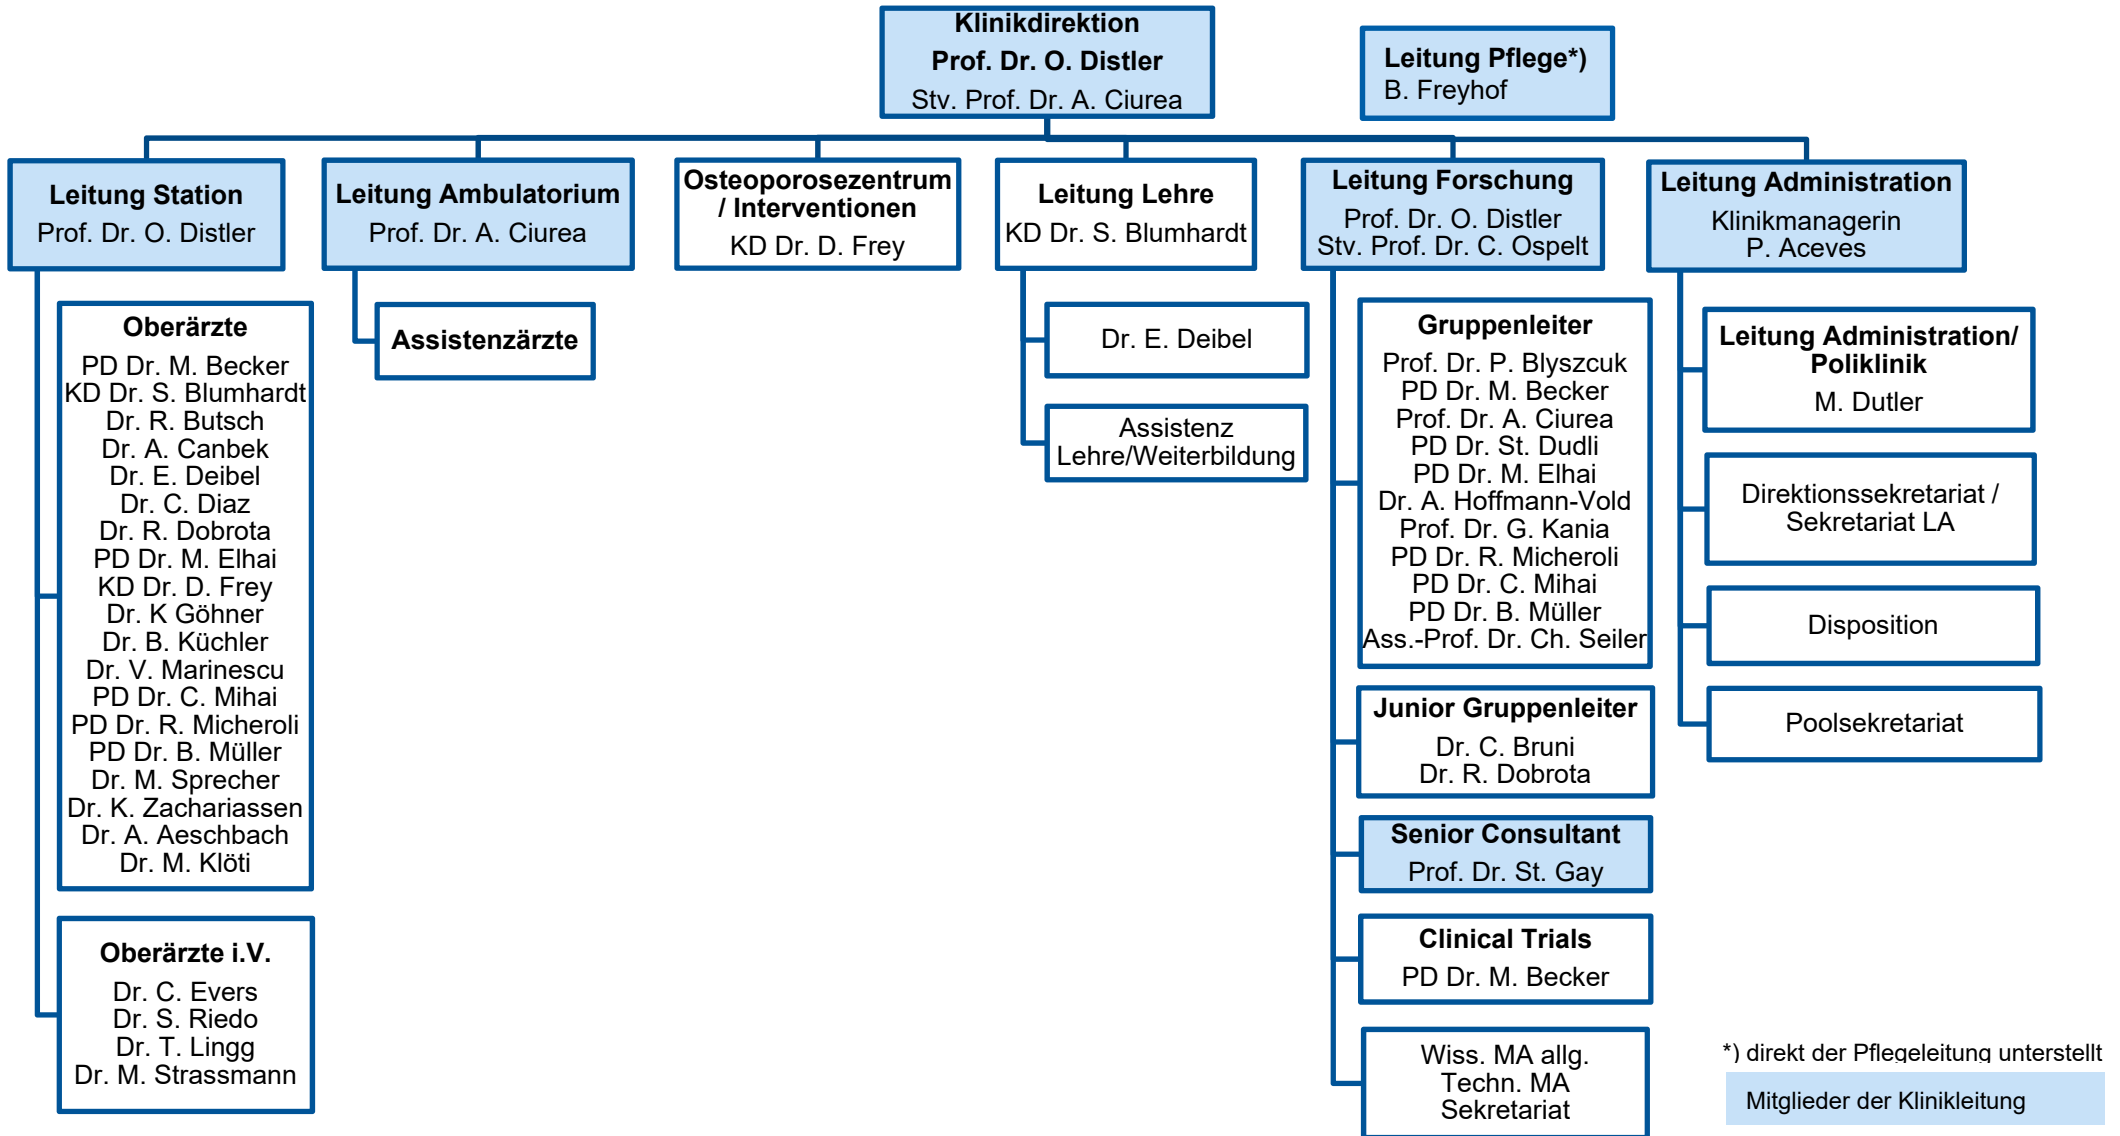 Klinikdirektion
Prof. Dr. O. Distler
Stv. Prof. Dr. A. Ciurea
Leitung Pflege*)
B. Freyhof
Leitung Station
Prof. Dr. O. Distler
Leitung Ambulatorium
Prof. Dr. A. Ciurea
Osteoporosezentrum
/ Interventionen
KD Dr. D. Frey
Leitung Lehre
KD Dr. S. Blumhardt
Leitung Forschung
Prof. Dr. O. Distler
Stv. Prof. Dr. C. Ospelt
Leitung Administration
Klinikmanagerin
P. Aceves
Oberärzte
PD Dr. M. Becker
KD Dr. S. Blumhardt
Dr. R. Butsch
Dr. A. Canbek
Dr. E. Deibel
Dr. C. Diaz
Dr. R. Dobrota
PD Dr. M. Elhai
KD Dr. D. Frey
Dr. K Göhner
Dr. B. Küchler
Dr. V. Marinescu
PD Dr. C. Mihai
PD Dr. R. Micheroli
PD Dr. B. Müller
Dr. M. Sprecher
Dr. K. Zachariassen
Dr. A. Aeschbach
Dr. M. Klöti
Oberärzte i.V.
Dr. C. Evers
Dr. S. Riedo
Dr. T. Lingg
Dr. M. Strassmann
Assistenzärzte
Dr. E. Deibel
Assistenz
Lehre/Weiterbildung
Gruppenleiter
Prof. Dr. P. Blyszcuk
PD Dr. M. Becker
Prof. Dr. A. Ciurea
PD Dr. St. Dudli
PD Dr. M. Elhai
Dr. A. Hoffmann-Vold
Prof. Dr. G. Kania
PD Dr. R. Micheroli
PD Dr. C. Mihai
PD Dr. B. Müller
Ass.-Prof. Dr. Ch. Seiler
Junior Gruppenleiter
Dr. C. Bruni
Dr. R. Dobrota
Senior Consultant
Prof. Dr. St. Gay
Clinical Trials
PD Dr. M. Becker
Wiss. MA allg.
Techn. MA
Sekretariat
Leitung Administration/
Poliklinik
M. Dutler
Direktionssekretariat /
Sekretariat LA
Disposition
Poolsekretariat
*) direkt der Pflegeleitung unterstellt
Mitglieder der Klinikleitung